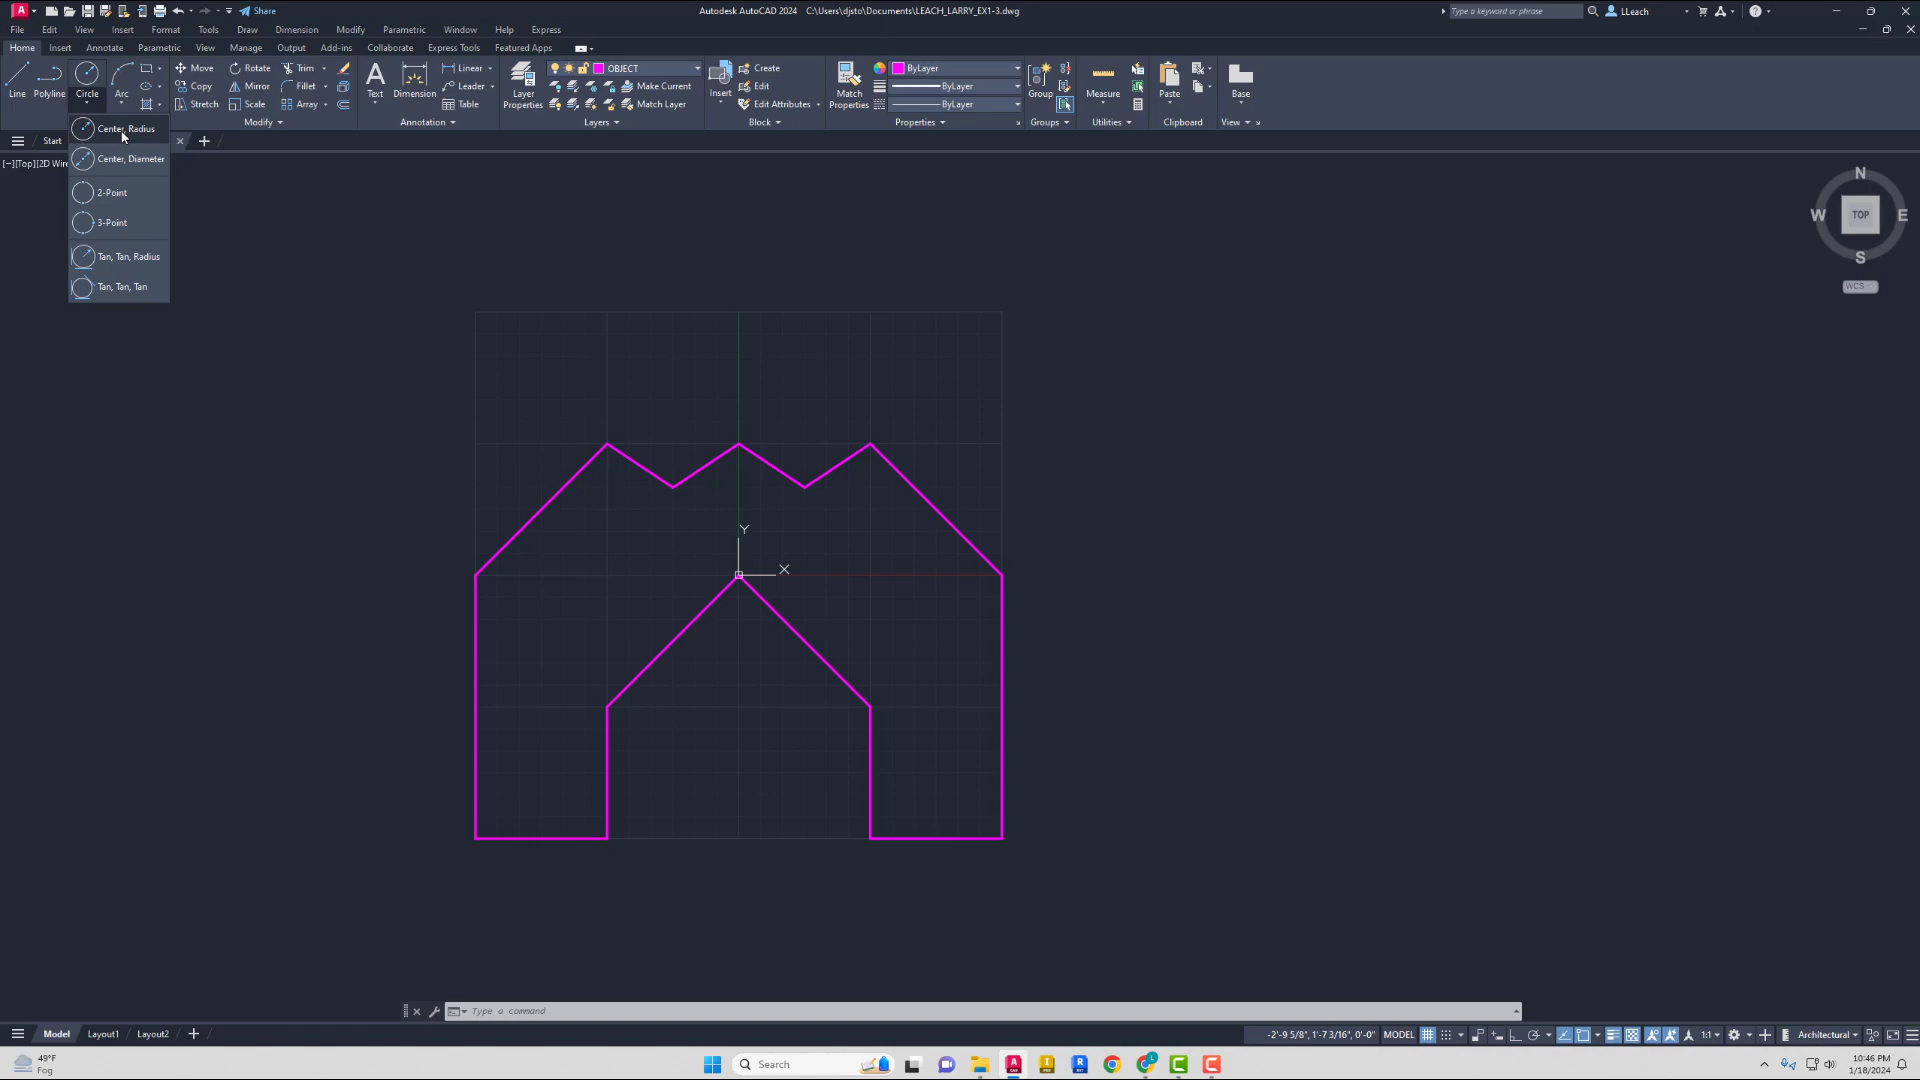 Share
Autodesk AutoCAD 2024 C:\Users\djsto\Documents\LEACH_LARRY_EX1-3.dwg
Type a keyword or phrase
LLeach
File Edit View Insert Format Tools Draw Dimension Modify Parametric Window Help Express
Home Insert Annotate Parametric View Manage Output Add-ins Collaborate Express Tools Featured Apps
Line Polyline Circle Arc
Move Rotate Trim
Copy Mirror Fillet
Stretch Scale Array
Modify
Text Dimension
Linear
Leader
Table
Annotation
Layer Properties
OBJECT
Make Current
Match Layer
Layers
Insert
Create
Edit
Edit Attributes
Block
Match Properties
ByLayer
ByLayer
ByLayer
Properties
Group
Groups
Measure
Utilities
Paste
Clipboard
Base
View
Start
[−][Top][2D Wire
Center, Radius
Center, Diameter
2-Point
3-Point
Tan, Tan, Radius
Tan, Tan, Tan
N
W TOP E
S
WCS
Y
X
Type a command
Model Layout1 Layout2
-2'-9 5/8", 1'-7 3/16", 0'-0" MODEL
1:1
Architectural
49°F
Fog
Search
10:46 AM
1/18/2024